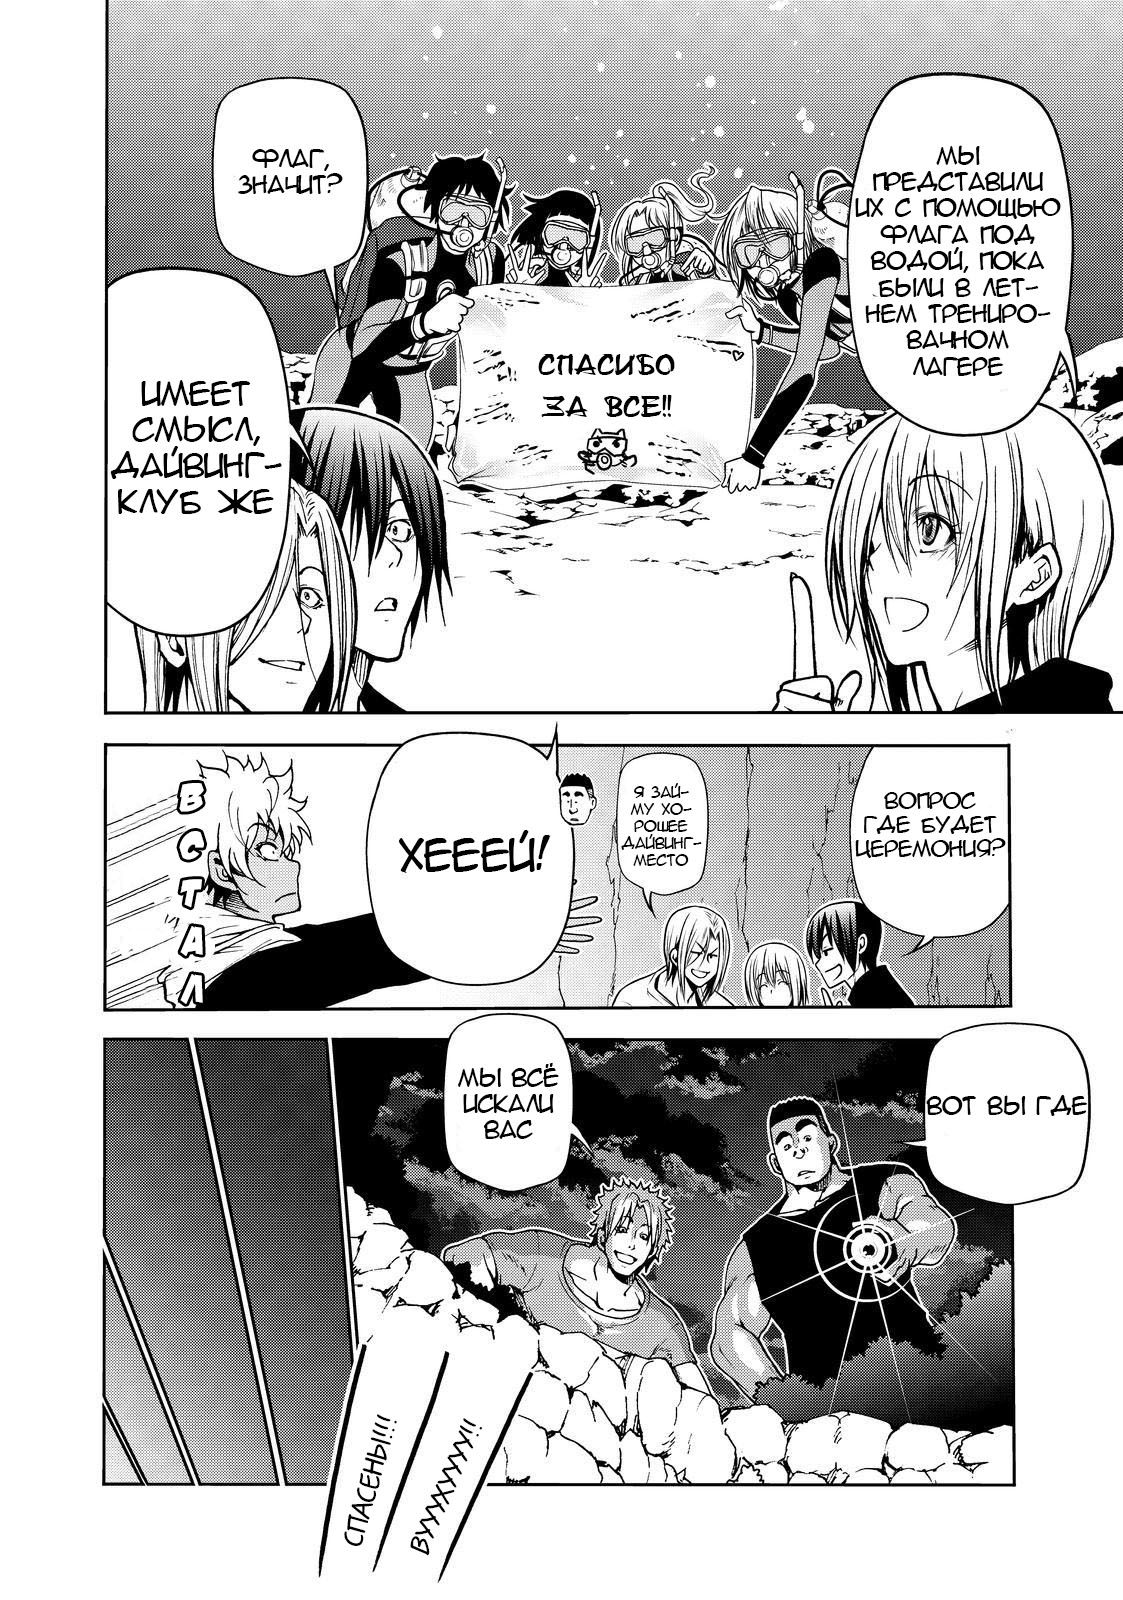 МЫ
ПРЕДСТАВИЛИ
ИХ С ПОМОЩЬЮ
ФЛАГА ПОД
ВОДОЙ, ПОКА
БЫЛИ В ЛЕТ-
НЕМ ТРЕНИРО-
ВАЧНОМ
ЛАГЕРЕ
ФЛАГ,
ЗНАЧИТ?
СПАСИБО
ЗА ВСЕ!!
ИМЕЕТ
СМЫСЛ,
ДАЙВИНГ-
КЛУБ ЖЕ
ВОПРОС
ГДЕ БУДЕТ
ЦЕРЕМОНИЯ?
Я ЗАЙ-
МУ ХО-
РОШЕЕ
ДАЙВИНГ-
МЕСТО
ХЕЕЕЙ!
ВСТАЛ
ВОТ ВЫ ГДЕ
МЫ ВСЁ
ИСКАЛИ
ВАС
ВУУУХУУУУ!!
СПАСЕНЫ!!!